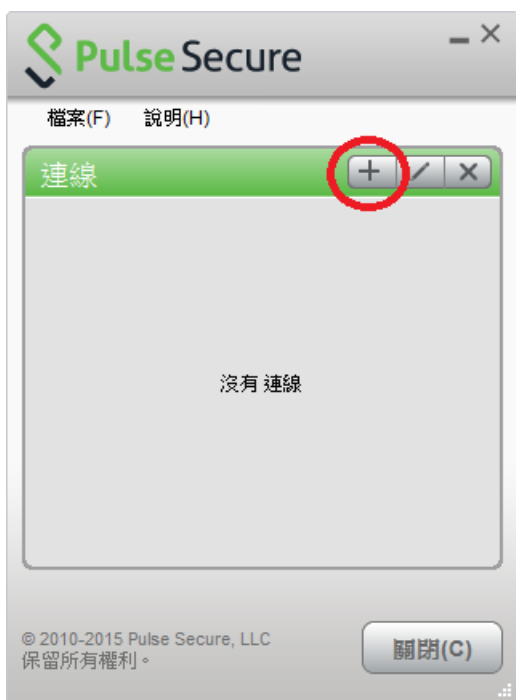 Pulse Secure
檔案(F) 說明(H)
連線
沒有 連線
© 2010-2015 Pulse Secure, LLC
保留所有權利。
關閉(C)